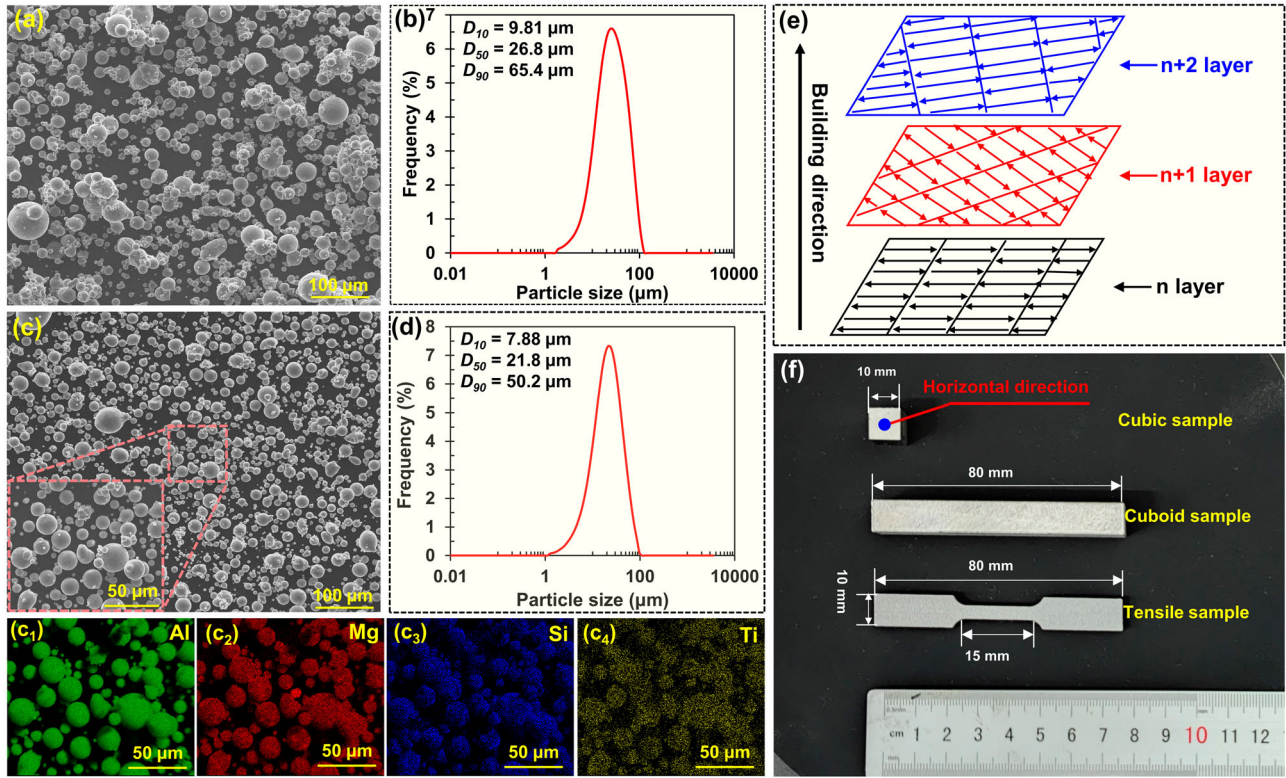 (a)
100 μm
(b)
D10 = 9.81 μm
D50 = 26.8 μm
D90 = 65.4 μm
Frequency (%)
7
6
5
4
3
2
1
0
0.01 1 100 10000
Particle size (μm)
(c)
50 μm
100 μm
(d)
D10 = 7.88 μm
D50 = 21.8 μm
D90 = 50.2 μm
Frequency (%)
8
7
6
5
4
3
2
1
0
0.01 1 100 10000
Particle size (μm)
(c1) Al
50 μm
(c2) Mg
50 μm
(c3) Si
50 μm
(c4) Ti
50 μm
(e)
Building direction
n+2 layer
n+1 layer
n layer
(f)
10 mm
Horizontal direction
Cubic sample
80 mm
Cuboid sample
80 mm
10 mm
Tensile sample
15 mm
cm 1 2 3 4 5 6 7 8 9 10 11 12